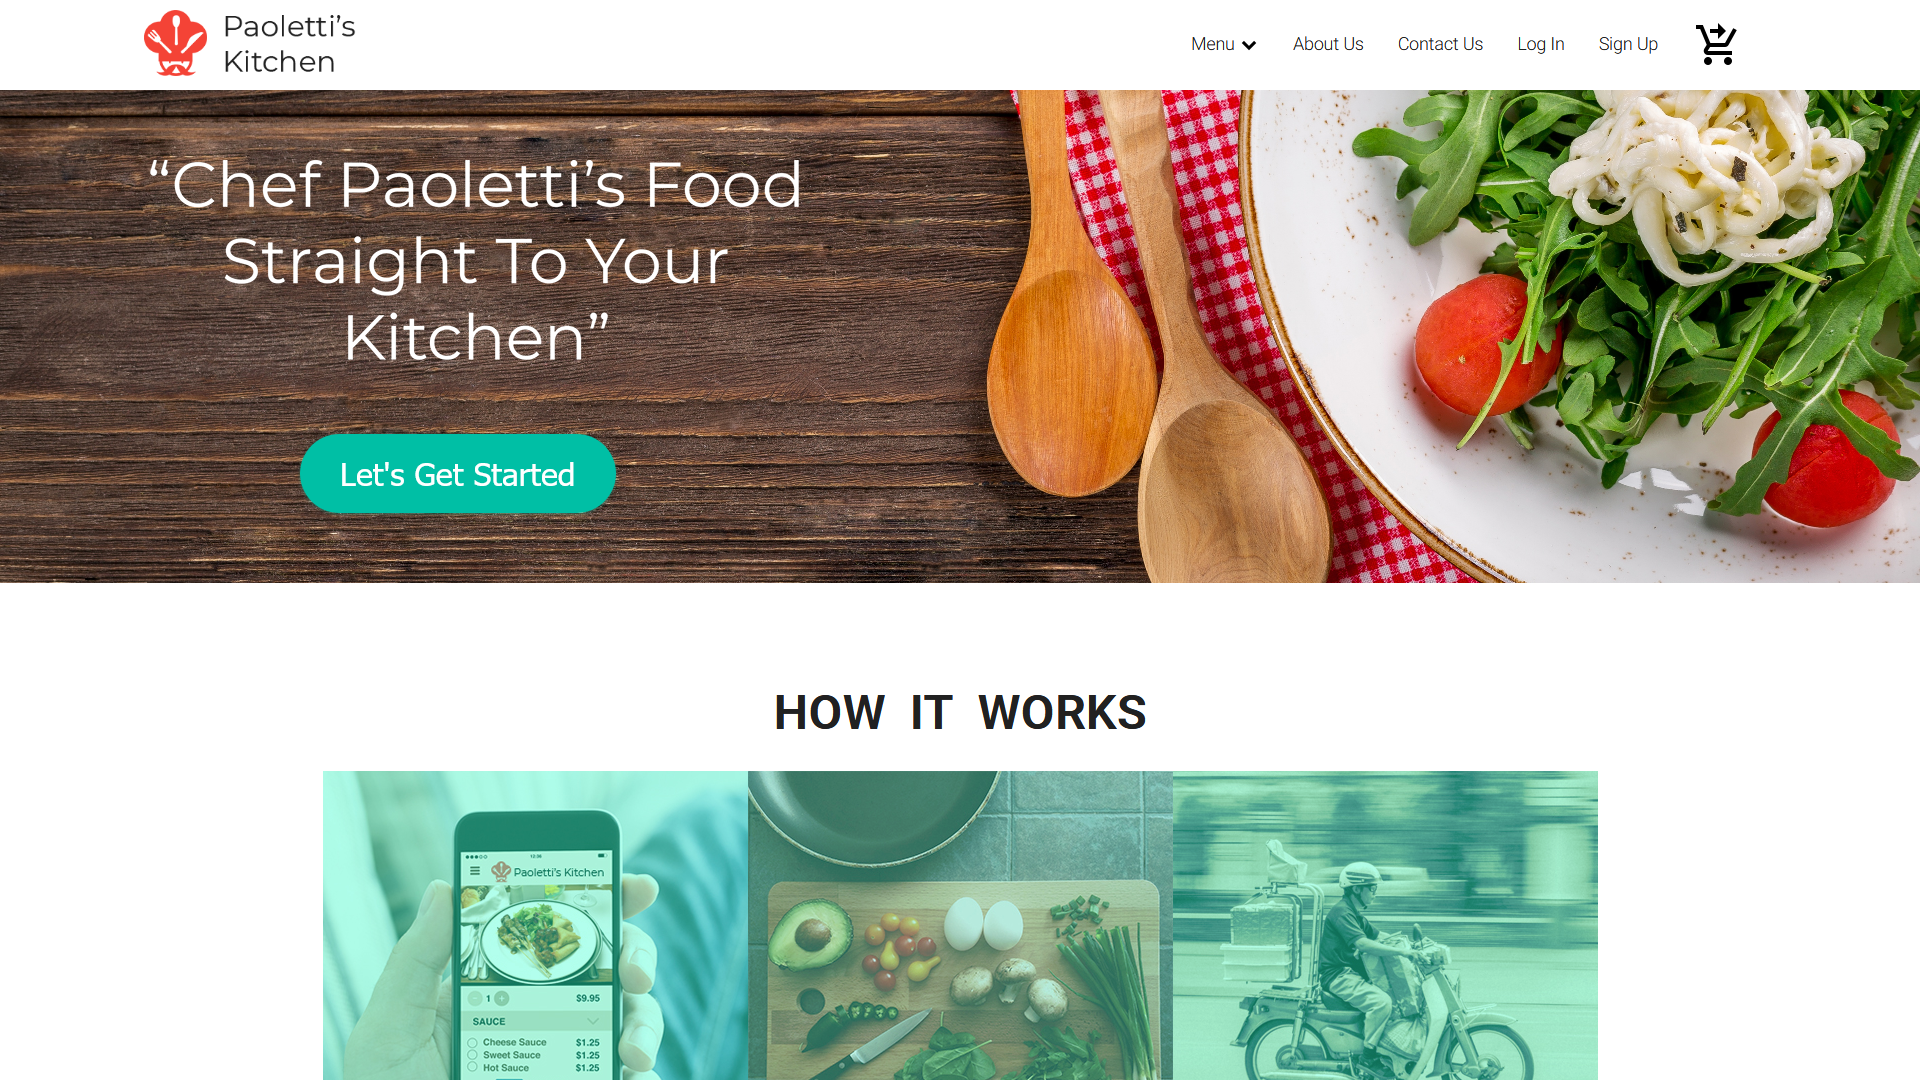 Paoletti’s
Kitchen
Menu
About Us
Contact Us
Log In
Sign Up
“Chef Paoletti’s Food
Straight To Your
Kitchen”
Let's Get Started
HOW IT WORKS
12:30
Paoletti's Kitchen
1
$9.95
SAUCE
Cheese Sauce $1.25
Sweet Sauce $1.25
Hot Sauce $1.25